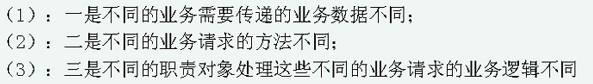 （1）：一是不同的业务需要传递的业务数据不同；
（2）：二是不同的业务请求的方法不同；
（3）：三是不同的职责对象处理这些不同的业务请求的业务逻辑不同